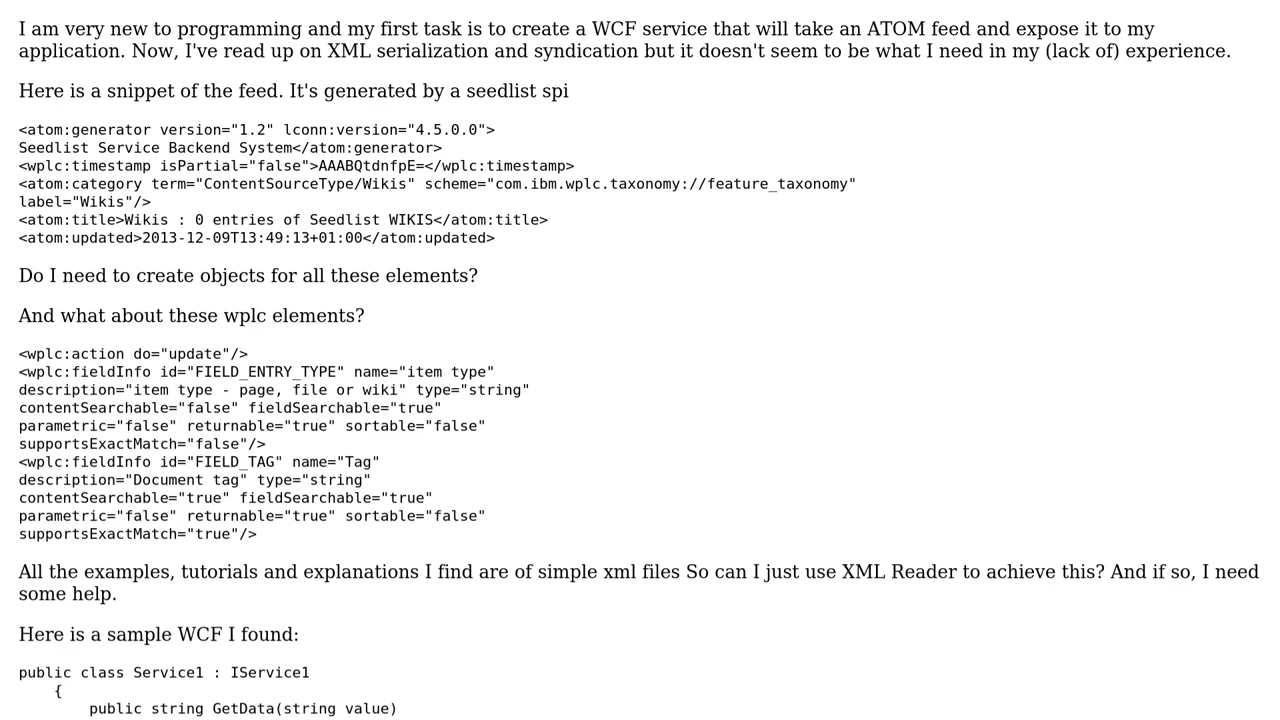 I am very new to programming and my first task is to create a WCF service that will take an ATOM feed and expose it to my
application. Now, I've read up on XML serialization and syndication but it doesn't seem to be what I need in my (lack of) experience.
Here is a snippet of the feed. It's generated by a seedlist spi
<atom:generator version="1.2" lconn:version="4.5.0.0">
Seedlist Service Backend System</atom:generator>
<wplc:timestamp isPartial="false">AAABQtdnfpE=</wplc:timestamp>
<atom:category term="ContentSourceType/Wikis" scheme="com.ibm.wplc.taxonomy://feature_taxonomy"
label="Wikis"/>
<atom:title>Wikis : 0 entries of Seedlist WIKIS</atom:title>
<atom:updated>2013-12-09T13:49:13+01:00</atom:updated>
Do I need to create objects for all these elements?
And what about these wplc elements?
<wplc:action do="update"/>
<wplc:fieldInfo id="FIELD_ENTRY_TYPE" name="item type"
description="item type - page, file or wiki" type="string"
contentSearchable="false" fieldSearchable="true"
parametric="false" returnable="true" sortable="false"
supportsExactMatch="false"/>
<wplc:fieldInfo id="FIELD_TAG" name="Tag"
description="Document tag" type="string"
contentSearchable="true" fieldSearchable="true"
parametric="false" returnable="true" sortable="false"
supportsExactMatch="true"/>
All the examples, tutorials and explanations I find are of simple xml files So can I just use XML Reader to achieve this? And if so, I need
some help.
Here is a sample WCF I found:
public class Service1 : IService1
{
public string GetData(string value)